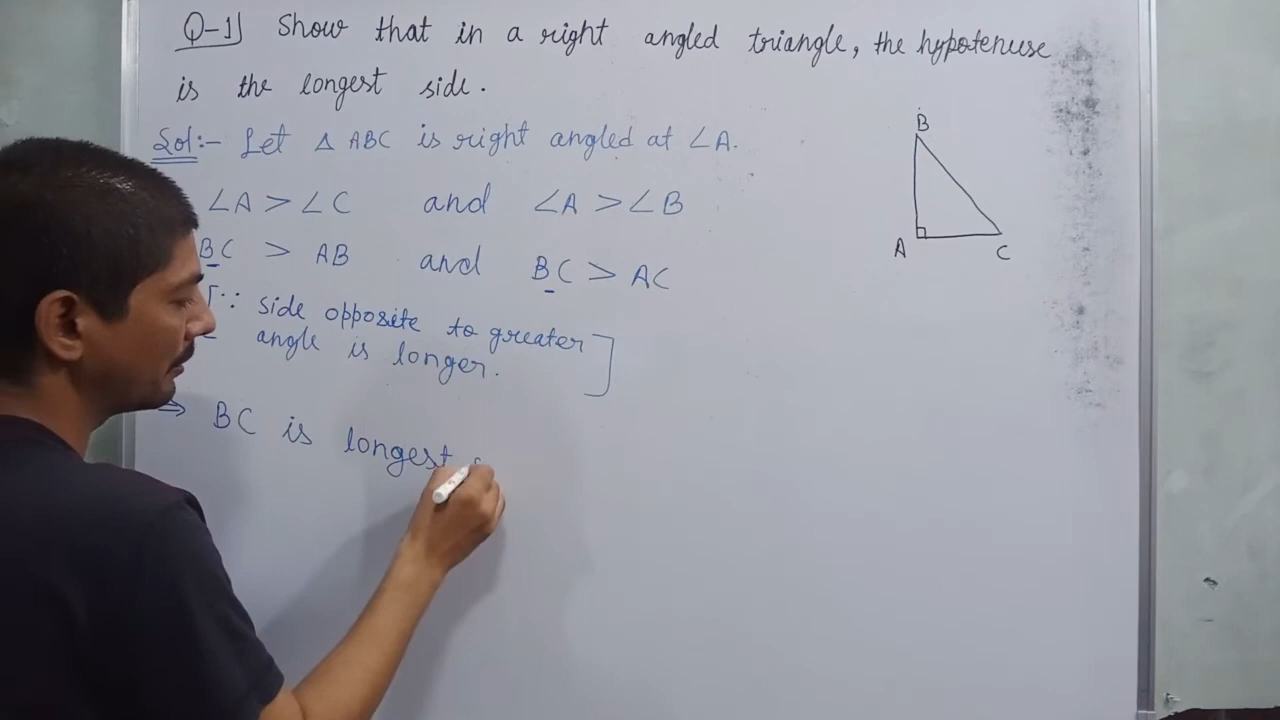 Q-1] Show that in a right angled triangle, the hypotenuse
is the longest side.
Sol:- Let △ ABC is right angled at ∠A.
∠A > ∠C and ∠A > ∠B
BC > AB and BC > AC
[∵ side opposite to greater
angle is longer.]
⇒ BC is longest
B
A
C